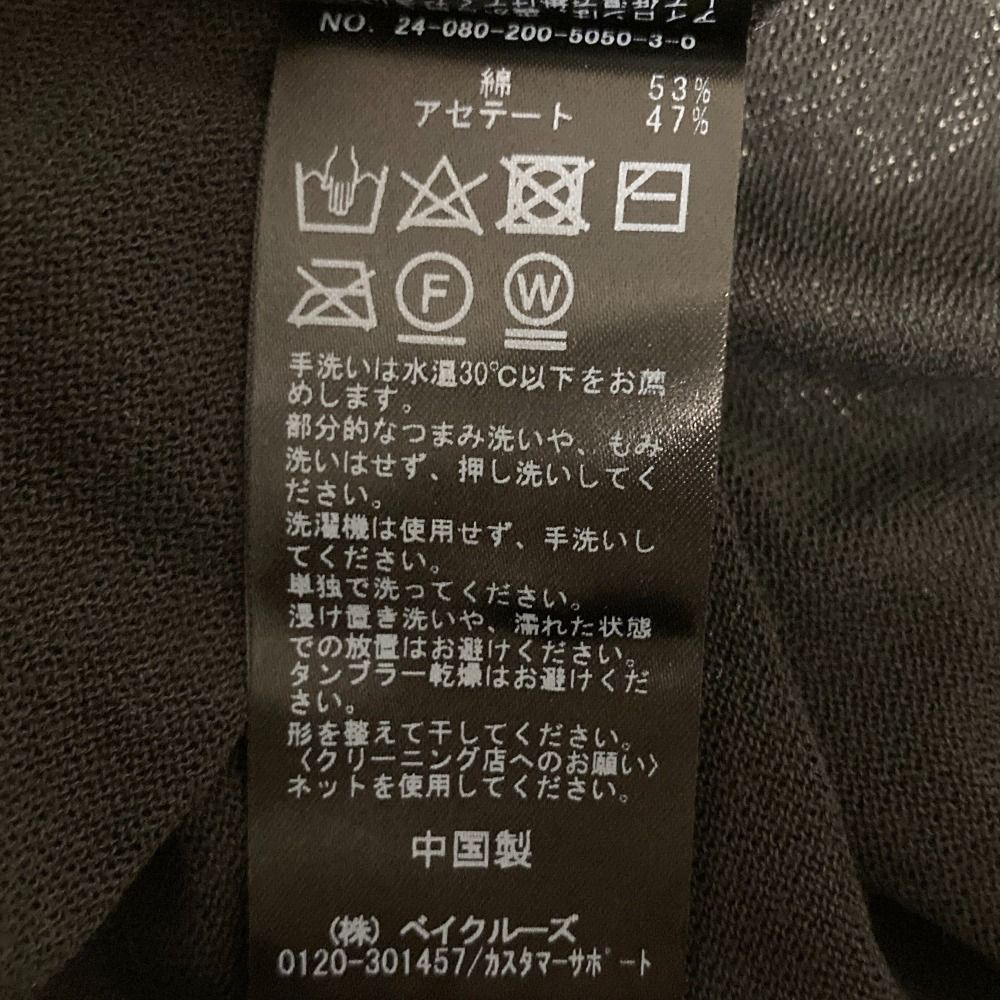 NO. 24-080-200-5050-3-0
綿 53%
アセテート 47%
F W
手洗いは水温30℃以下をお薦
めします。
部分的なつまみ洗いや、もみ
洗いはせず、押し洗いしてく
ださい。
洗濯機は使用せず、手洗いし
てください。
単独で洗ってください。
浸け置き洗いや、濡れた状態
での放置はお避けください。
タンブラー乾燥はお避けくだ
さい。
形を整えて干してください。
〈クリーニング店へのお願い〉
ネットを使用してください。
中国製
（株）ベイクルーズ
0120-301457/カスタマーサポート